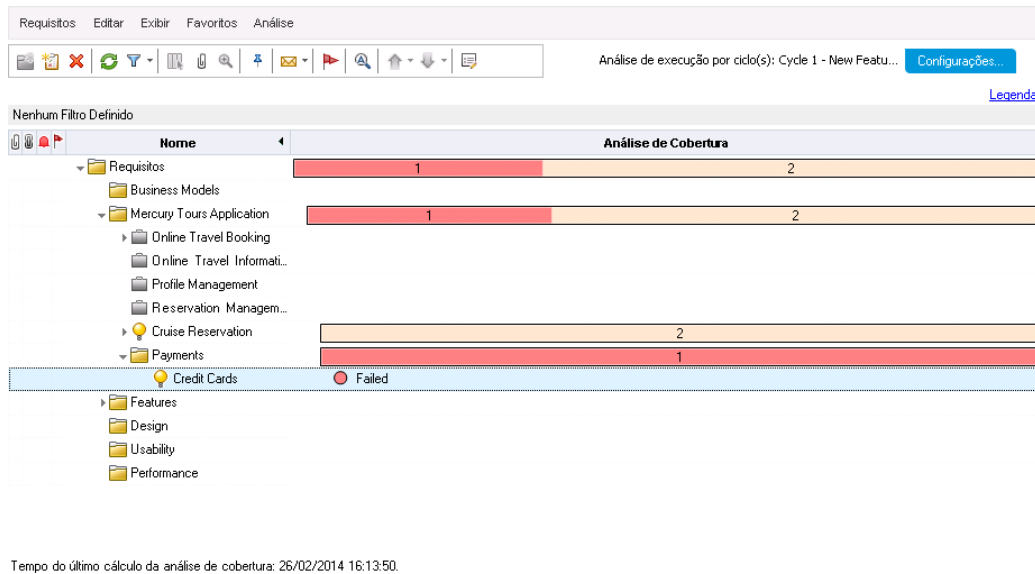 Requisitos Editar Exibir Favoritos Análise
Análise de execução por ciclo(s): Cycle 1 - New Featu... Configurações...
Legenda
Nenhum Filtro Definido
Nome Análise de Cobertura
Requisitos 1 2
Business Models
Mercury Tours Application 1 2
Online Travel Booking
Online Travel Informati...
Profile Management
Reservation Managem...
Cruise Reservation 2
Payments 1
Credit Cards Failed
Features
Design
Usability
Performance
Tempo do último cálculo da análise de cobertura: 26/02/2014 16:13:50.